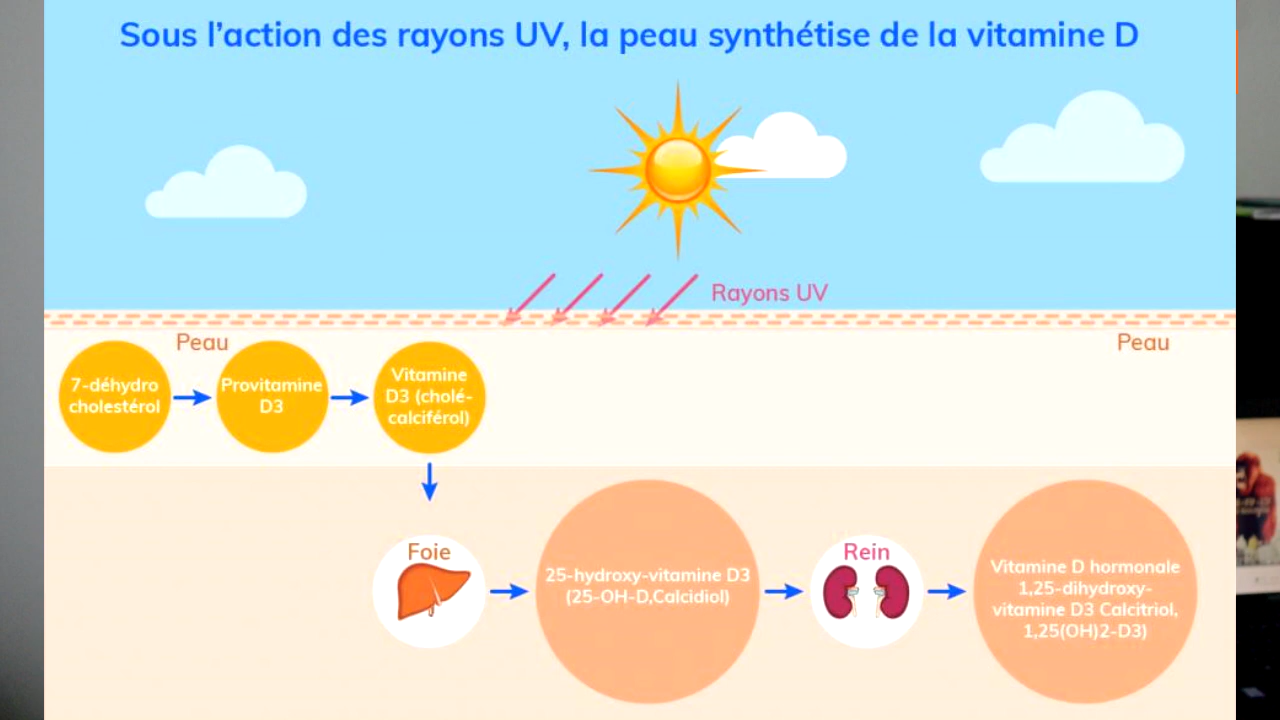 Sous l'action des rayons UV, la peau synthétise de la vitamine D
Rayons UV
Peau
Peau
7-déhydro
cholestérol
Provitamine
D3
Vitamine
D3 (cholé-
calciférol)
Foie
25-hydroxy-vitamine D3
(25-OH-D,Calcidiol)
Rein
Vitamine D hormonale
1,25-dihydroxy-
vitamine D3 Calcitriol,
1,25(OH)2-D3)